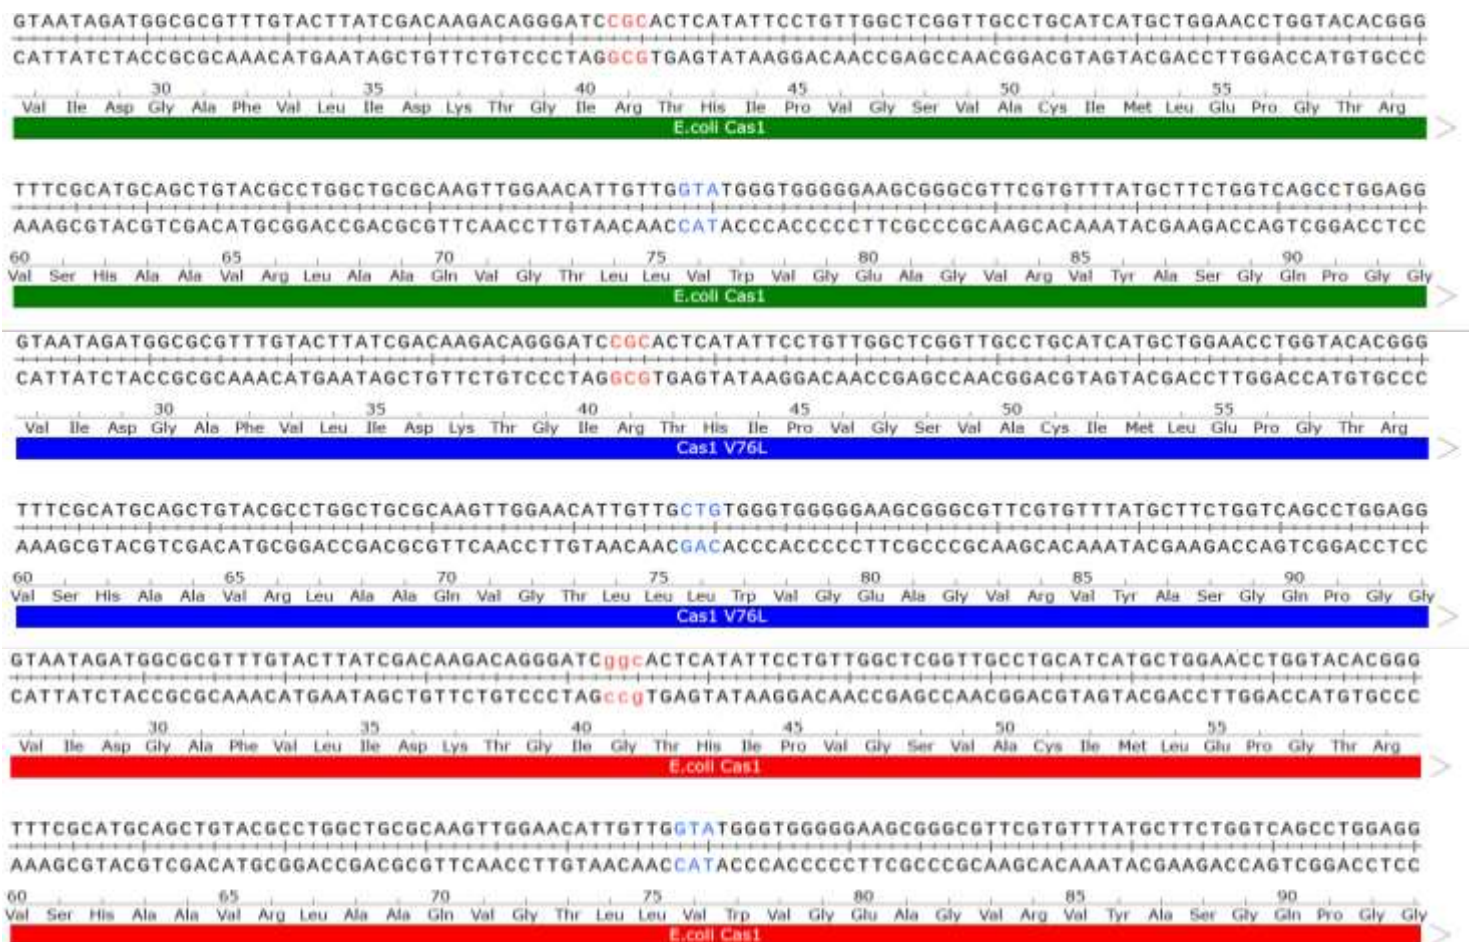 GTAATAGATGGCGCGTTTGTACTTATCGACAAGACAGGGATCCGCACTCATATTCCTGTTGGCTCGGTTGCCTGCATCATGCTGGAACCTGGTACACGGG
CATTATCTACCGCGCAAACATGAATAGCTGTTCTGTCCCTAGGCGTGAGTATAAGGACAACCGAGCCAACGGACGTAGTACGACCTTGGACCATGTGCCC
30 35 40 45 50 55
Val Ile Asp Gly Ala Phe Val Leu Ile Asp Lys Thr Gly Ile Arg Thr His Ile Pro Val Gly Ser Val Ala Cys Ile Met Leu Glu Pro Gly Thr Arg
E.coli Cas1
TTTCGCATGCAGCTGTACGCCTGGCTGCGCAAGTTGGAACATTGTTGGTATGGGTGGGGGAAGCGGGCGTTCGTGTTTATGCTTCTGGTCAGCCTGGAGG
AAAGCGTACGTCGACATGCGGACCGACGCGTTCAACCTTGTAACAACCATACCCACCCCCTTCGCCCGCAAGCACAAATACGAAGACCAGTCGGACCTCC
60 65 70 75 80 85 90
Val Ser His Ala Ala Val Arg Leu Ala Ala Gln Val Gly Thr Leu Leu Val Trp Val Gly Glu Ala Gly Val Arg Val Tyr Ala Ser Gly Gln Pro Gly Gly
E.coli Cas1
GTAATAGATGGCGCGTTTGTACTTATCGACAAGACAGGGATCCGCACTCATATTCCTGTTGGCTCGGTTGCCTGCATCATGCTGGAACCTGGTACACGGG
CATTATCTACCGCGCAAACATGAATAGCTGTTCTGTCCCTAGGCGTGAGTATAAGGACAACCGAGCCAACGGACGTAGTACGACCTTGGACCATGTGCCC
30 35 40 45 50 55
Val Ile Asp Gly Ala Phe Val Leu Ile Asp Lys Thr Gly Ile Arg Thr His Ile Pro Val Gly Ser Val Ala Cys Ile Met Leu Glu Pro Gly Thr Arg
Cas1 V76L
TTTCGCATGCAGCTGTACGCCTGGCTGCGCAAGTTGGAACATTGTTGCTGTGGGTGGGGGAAGCGGGCGTTCGTGTTTATGCTTCTGGTCAGCCTGGAGG
AAAGCGTACGTCGACATGCGGACCGACGCGTTCAACCTTGTAACAACGACACCCACCCCCTTCGCCCGCAAGCACAAATACGAAGACCAGTCGGACCTCC
60 65 70 75 80 85 90
Val Ser His Ala Ala Val Arg Leu Ala Ala Gln Val Gly Thr Leu Leu Leu Trp Val Gly Glu Ala Gly Val Arg Val Tyr Ala Ser Gly Gln Pro Gly Gly
Cas1 V76L
GTAATAGATGGCGCGTTTGTACTTATCGACAAGACAGGGATCggcACTCATATTCCTGTTGGCTCGGTTGCCTGCATCATGCTGGAACCTGGTACACGGG
CATTATCTACCGCGCAAACATGAATAGCTGTTCTGTCCCTAGccgTGAGTATAAGGACAACCGAGCCAACGGACGTAGTACGACCTTGGACCATGTGCCC
30 35 40 45 50 55
Val Ile Asp Gly Ala Phe Val Leu Ile Asp Lys Thr Gly Ile Gly Thr His Ile Pro Val Gly Ser Val Ala Cys Ile Met Leu Glu Pro Gly Thr Arg
E.coli Cas1
TTTCGCATGCAGCTGTACGCCTGGCTGCGCAAGTTGGAACATTGTTGGTATGGGTGGGGGAAGCGGGCGTTCGTGTTTATGCTTCTGGTCAGCCTGGAGG
AAAGCGTACGTCGACATGCGGACCGACGCGTTCAACCTTGTAACAACCATACCCACCCCCTTCGCCCGCAAGCACAAATACGAAGACCAGTCGGACCTCC
60 65 70 75 80 85 90
Val Ser His Ala Ala Val Arg Leu Ala Ala Gln Val Gly Thr Leu Leu Val Trp Val Gly Glu Ala Gly Val Arg Val Tyr Ala Ser Gly Gln Pro Gly Gly
E.coli Cas1